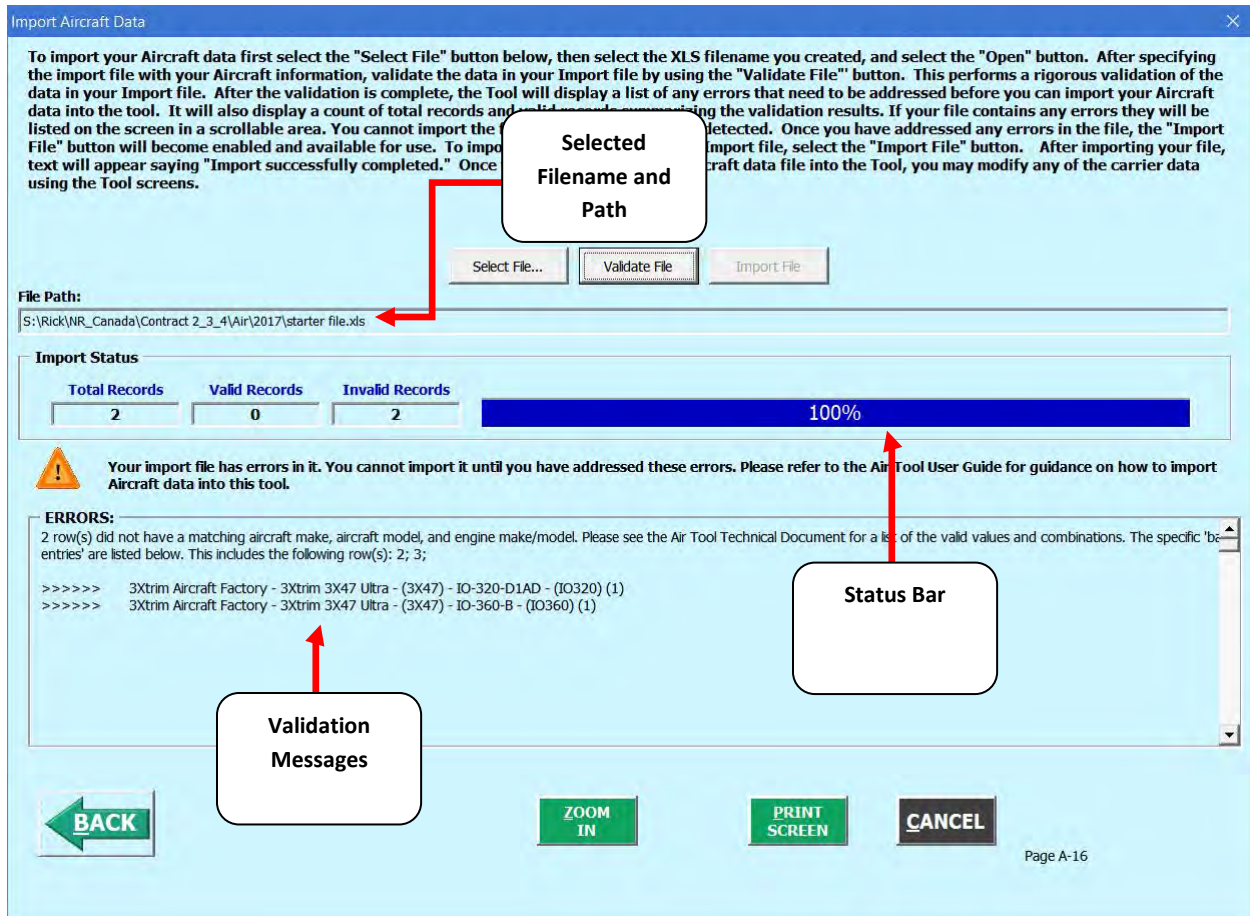 Import Aircraft Data
To import your Aircraft data first select the "Select File" button below, then select the XLS filename you created, and select the "Open" button. After specifying
the import file with your Aircraft information, validate the data in your Import file by using the "Validate File"' button. This performs a rigorous validation of the
data in your Import file. After the validation is complete, the Tool will display a list of any errors that need to be addressed before you can import your Aircraft
data into the tool. It will also display a count of total records and valid records summarizing the validation results. If your file contains any errors they will be
listed on the screen in a scrollable area. You cannot import the detected. Once you have addressed any errors in the file, the "Import
File" button will become enabled and available for use. To impo Import file, select the "Import File" button. After importing your file,
text will appear saying "Import successfully completed." Once craft data file into the Tool, you may modify any of the carrier data
using the Tool screens.
Selected
Filename and
Path
Select File... Validate File Import File
File Path:
S:\Rick\NR_Canada\Contract 2_3_4\Air\2017\starter file.xls
Import Status
Total Records Valid Records Invalid Records
2 0 2 100%
Your import file has errors in it. You cannot import it until you have addressed these errors. Please refer to the Air Tool User Guide for guidance on how to import
Aircraft data into this tool.
ERRORS:
2 row(s) did not have a matching aircraft make, aircraft model, and engine make/model. Please see the Air Tool Technical Document for a list of the valid values and combinations. The specific 'ba
entries' are listed below. This includes the following row(s): 2; 3;
>>>>>> 3Xtrim Aircraft Factory - 3Xtrim 3X47 Ultra - (3X47) - IO-320-D1AD - (IO320) (1)
>>>>>> 3Xtrim Aircraft Factory - 3Xtrim 3X47 Ultra - (3X47) - IO-360-B - (IO360) (1)
Status Bar
Validation
Messages
BACK
ZOOM
IN
PRINT
SCREEN
CANCEL
Page A-16